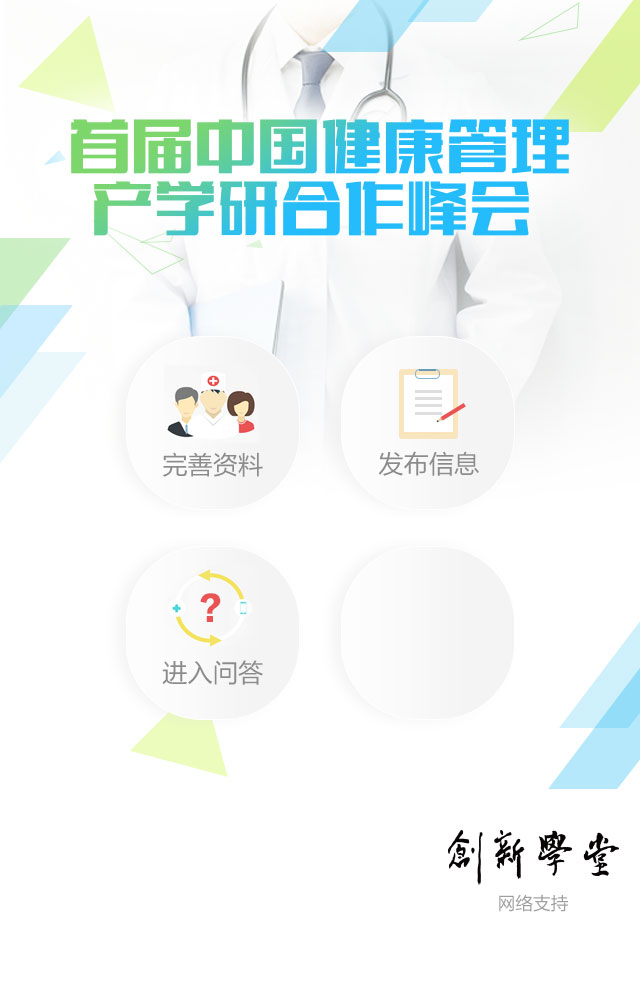 首届中国健康管理
产学研合作峰会
完善资料
发布信息
?
进入问答
創新學堂
网络支持